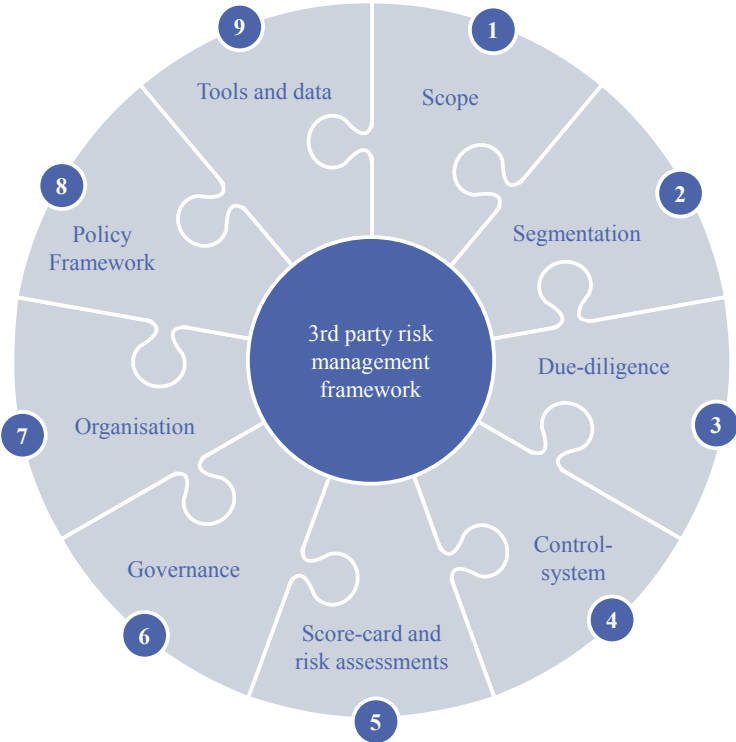 1
Scope
2
Segmentation
3
Due-diligence
4
Control-
system
5
Score-card and
risk assessments
6
Governance
7
Organisation
8
Policy
Framework
9
Tools and data
3rd party risk
management
framework